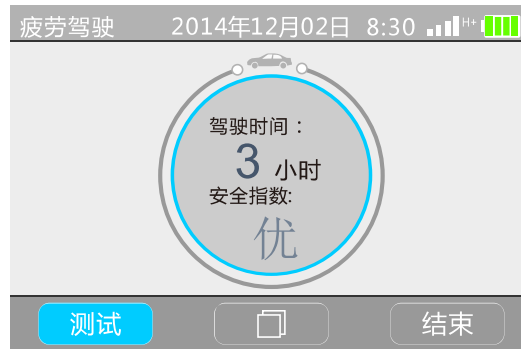 疲劳驾驶 2014年12月02日 8:30 H+
驾驶时间：
3 小时
安全指数:
优
测试 结束